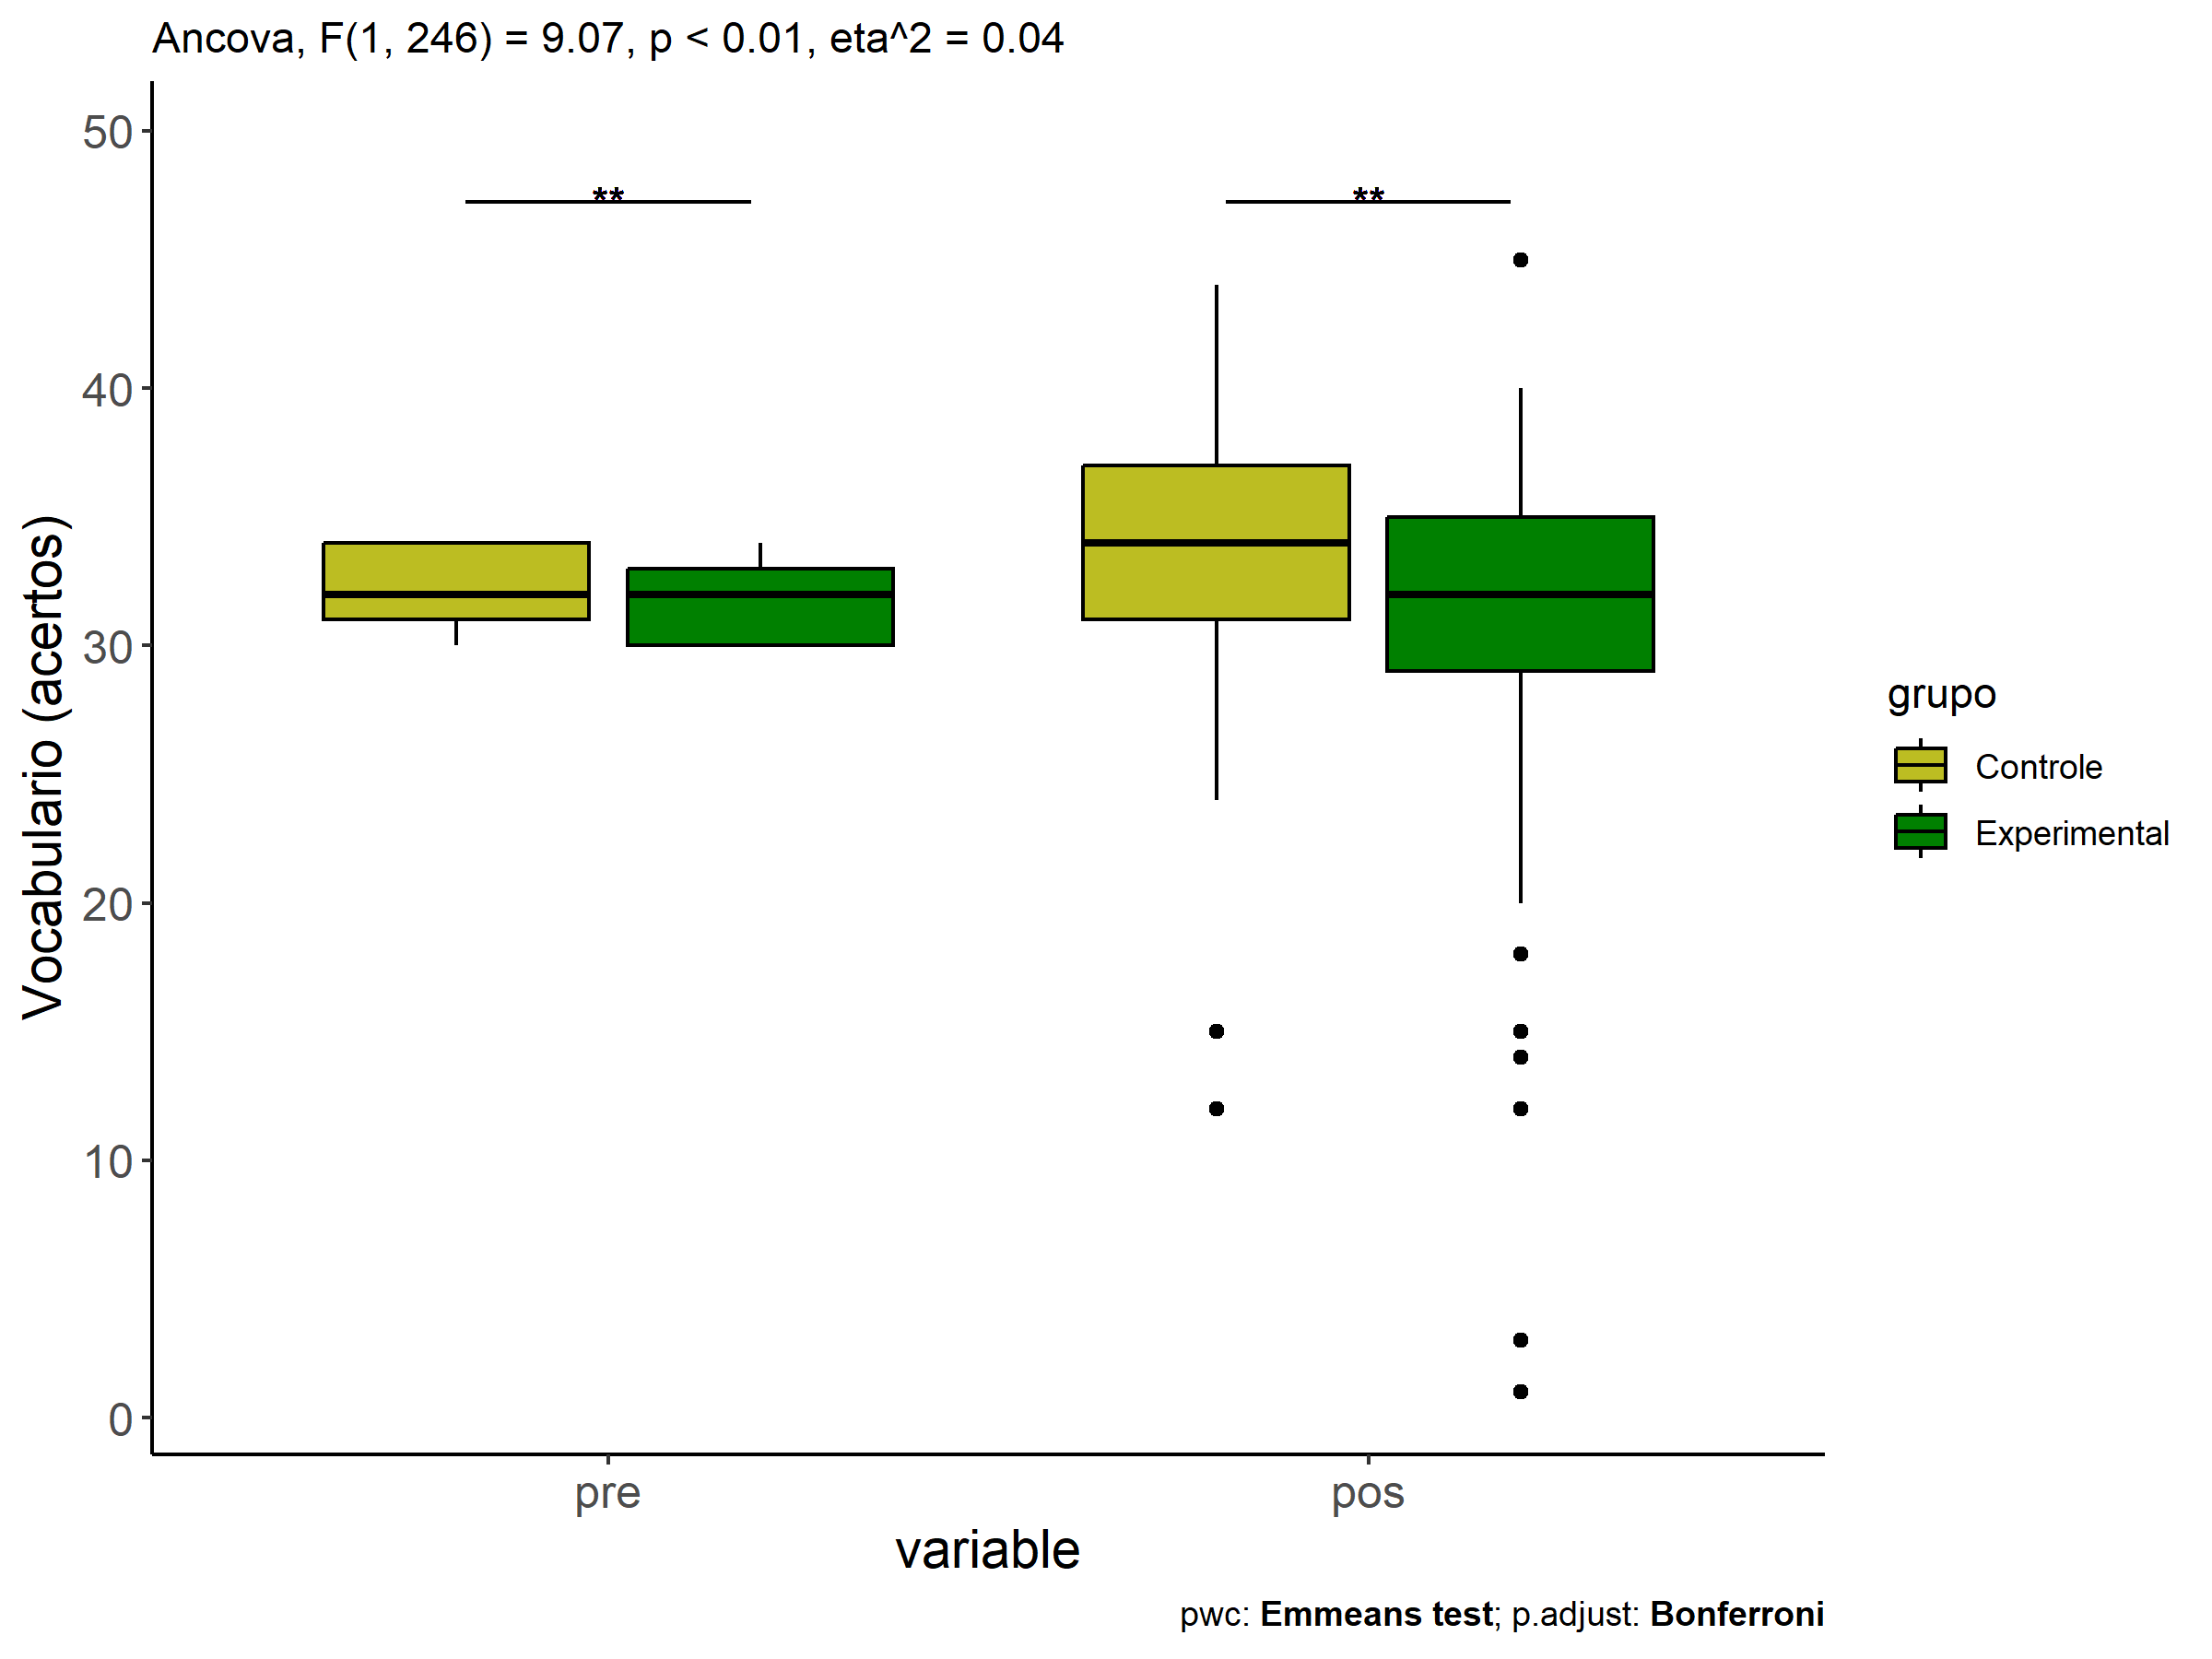 Ancova, F(1, 246) = 9.07, p < 0.01, eta^2 = 0.04
Vocabulario (acertos)
50
40
30
20
10
0
**
**
pre
pos
variable
grupo
Controle
Experimental
pwc: Emmeans test; p.adjust: Bonferroni